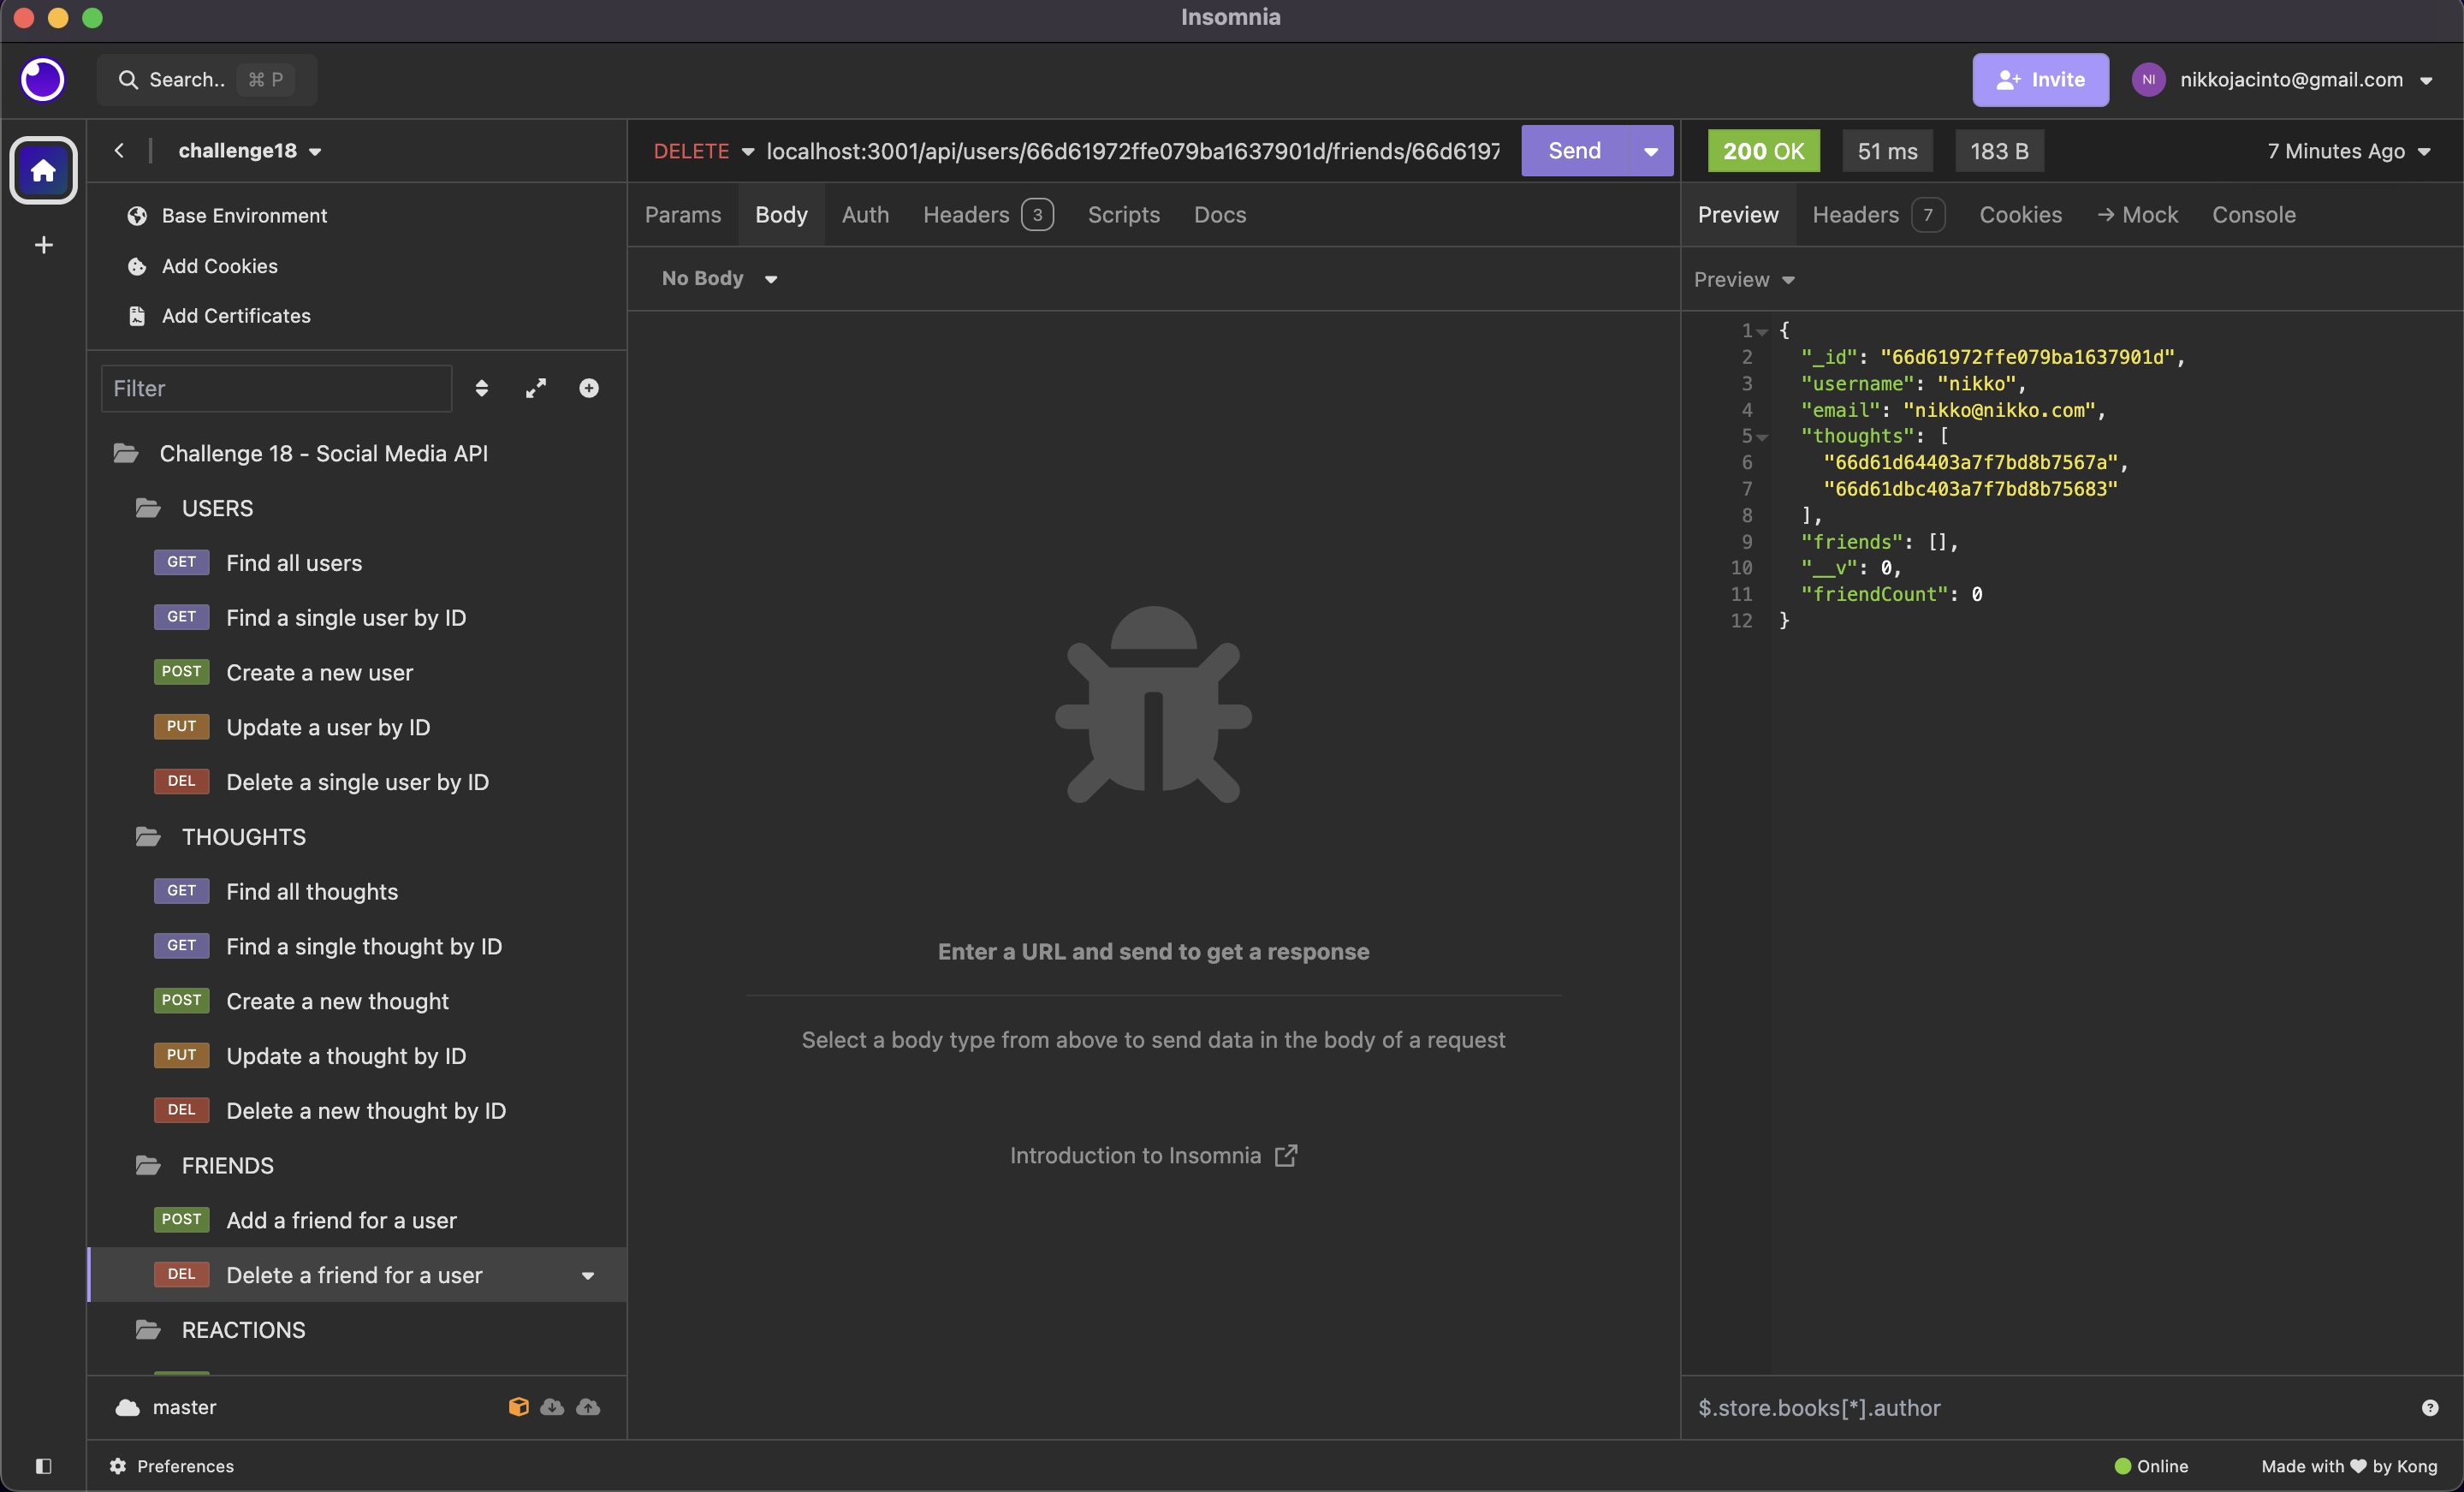 Insomnia
Search.. ⌘ P
Invite
NI nikkojacinto@gmail.com
challenge18
Base Environment
Add Cookies
Add Certificates
Filter
Challenge 18 - Social Media API
USERS
GET Find all users
GET Find a single user by ID
POST Create a new user
PUT Update a user by ID
DEL Delete a single user by ID
THOUGHTS
GET Find all thoughts
GET Find a single thought by ID
POST Create a new thought
PUT Update a thought by ID
DEL Delete a new thought by ID
FRIENDS
POST Add a friend for a user
DEL Delete a friend for a user
REACTIONS
master
Preferences
DELETE localhost:3001/api/users/66d61972ffe079ba1637901d/friends/66d6197 Send
Params Body Auth Headers 3 Scripts Docs
No Body
Enter a URL and send to get a response
Select a body type from above to send data in the body of a request
Introduction to Insomnia
200 OK 51 ms 183 B 7 Minutes Ago
Preview Headers 7 Cookies → Mock Console
Preview
1 {
2 "_id": "66d61972ffe079ba1637901d",
3 "username": "nikko",
4 "email": "nikko@nikko.com",
5 "thoughts": [
6 "66d61d64403a7f7bd8b7567a",
7 "66d61dbc403a7f7bd8b75683"
8 ],
9 "friends": [],
10 "__v": 0,
11 "friendCount": 0
12 }
$.store.books[*].author
Online
Made with ♥ by Kong